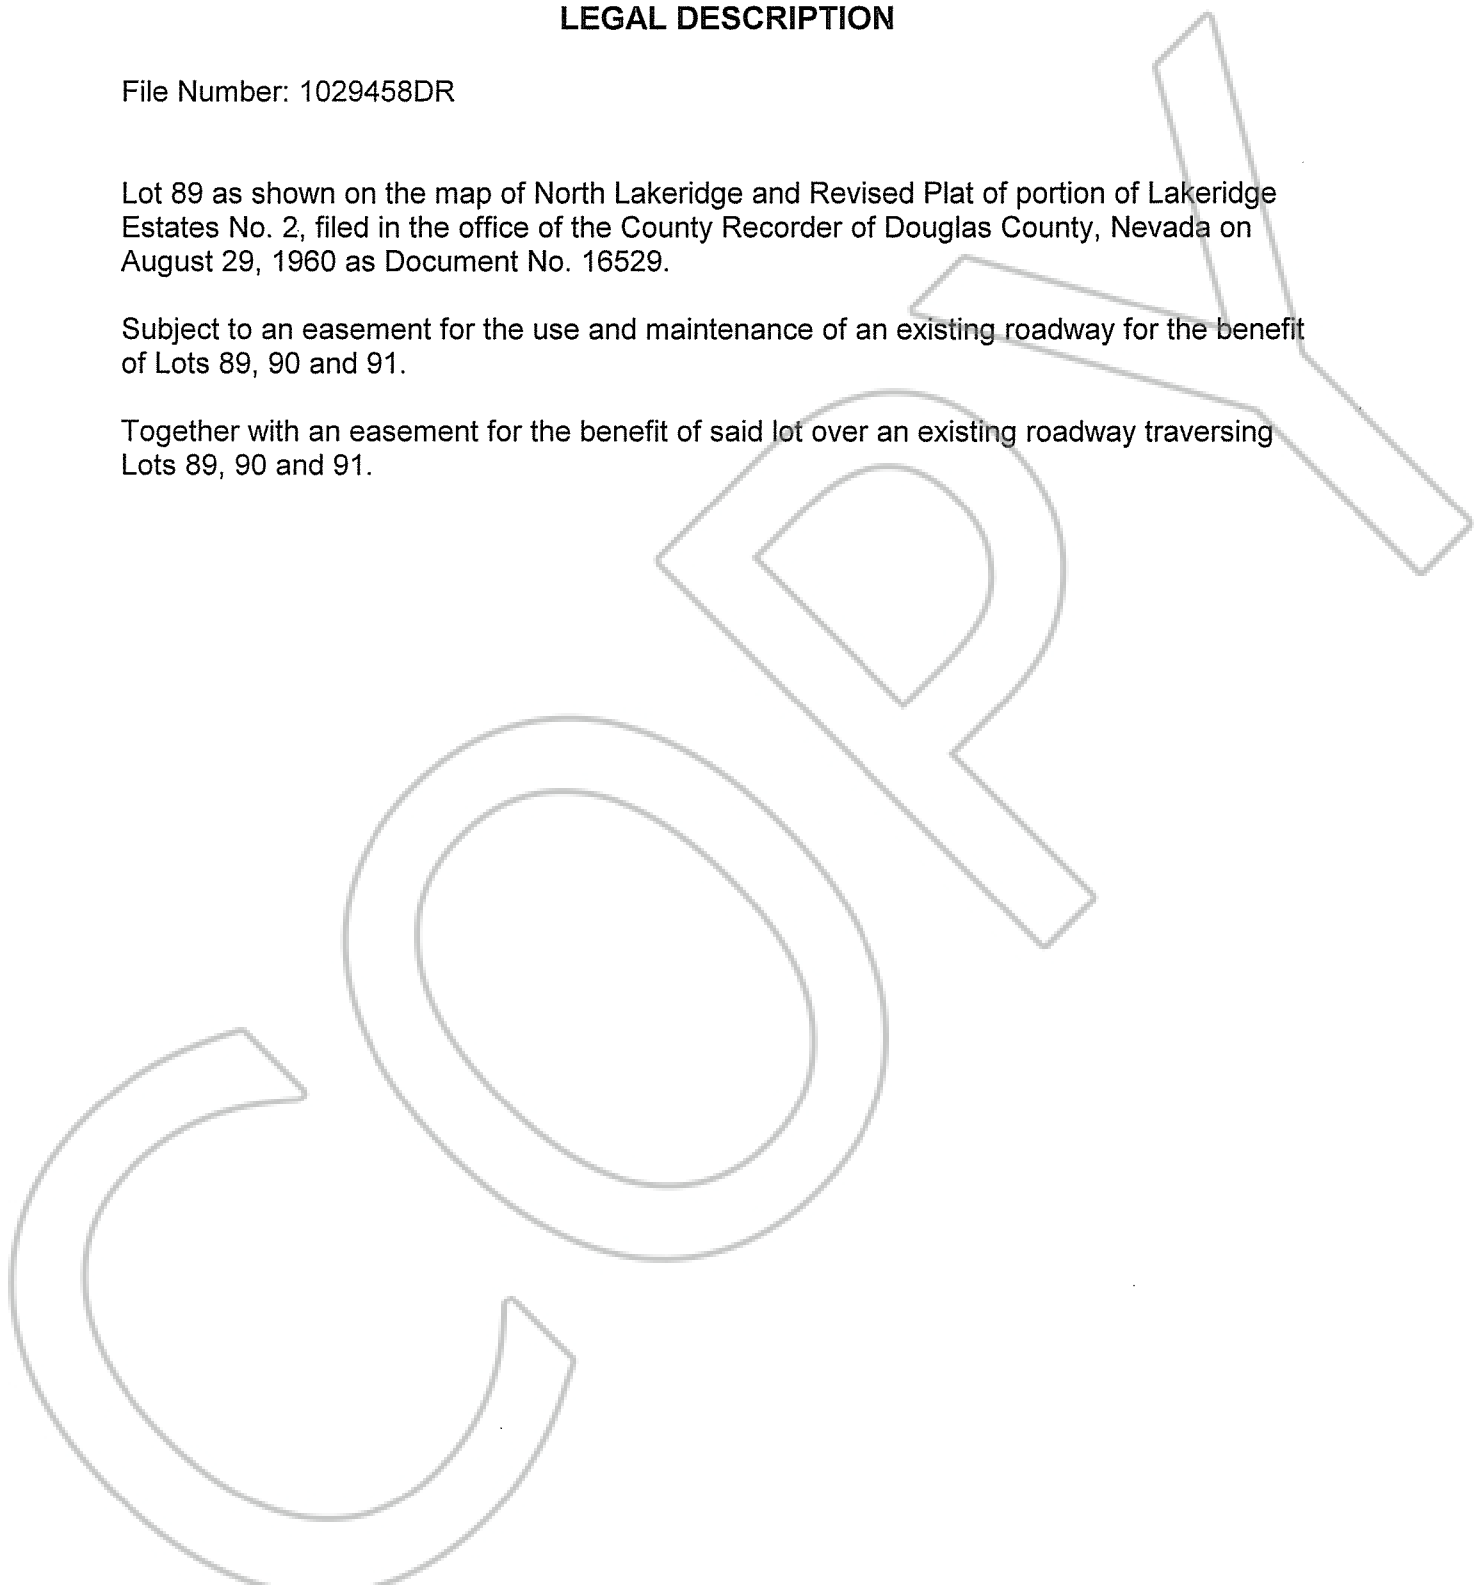 LEGAL DESCRIPTION
File Number: 1029458DR
Lot 89 as shown on the map of North Lakeridge and Revised Plat of portion of Lakeridge
Estates No. 2, filed in the office of the County Recorder of Douglas County, Nevada on
August 29, 1960 as Document No. 16529.
Subject to an easement for the use and maintenance of an existing roadway for the benefit
of Lots 89, 90 and 91.
Together with an easement for the benefit of said lot over an existing roadway traversing
Lots 89, 90 and 91.
COPY